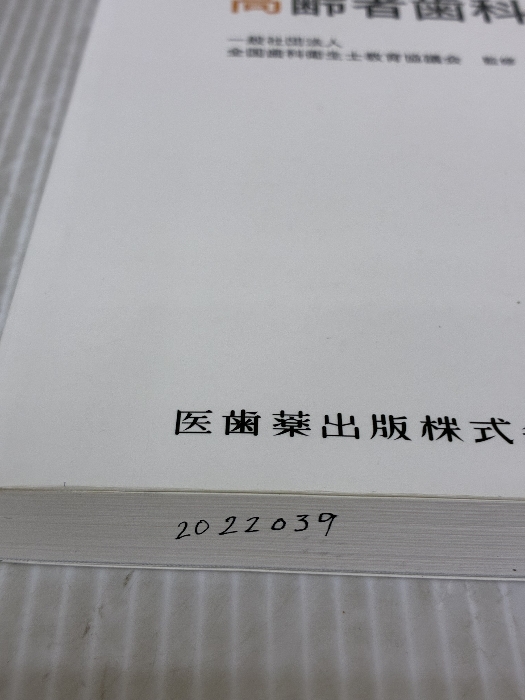 高齢者歯科
一般社団法人
全国歯科衛生士教育協議会 監修
医歯薬出版株式
2022039